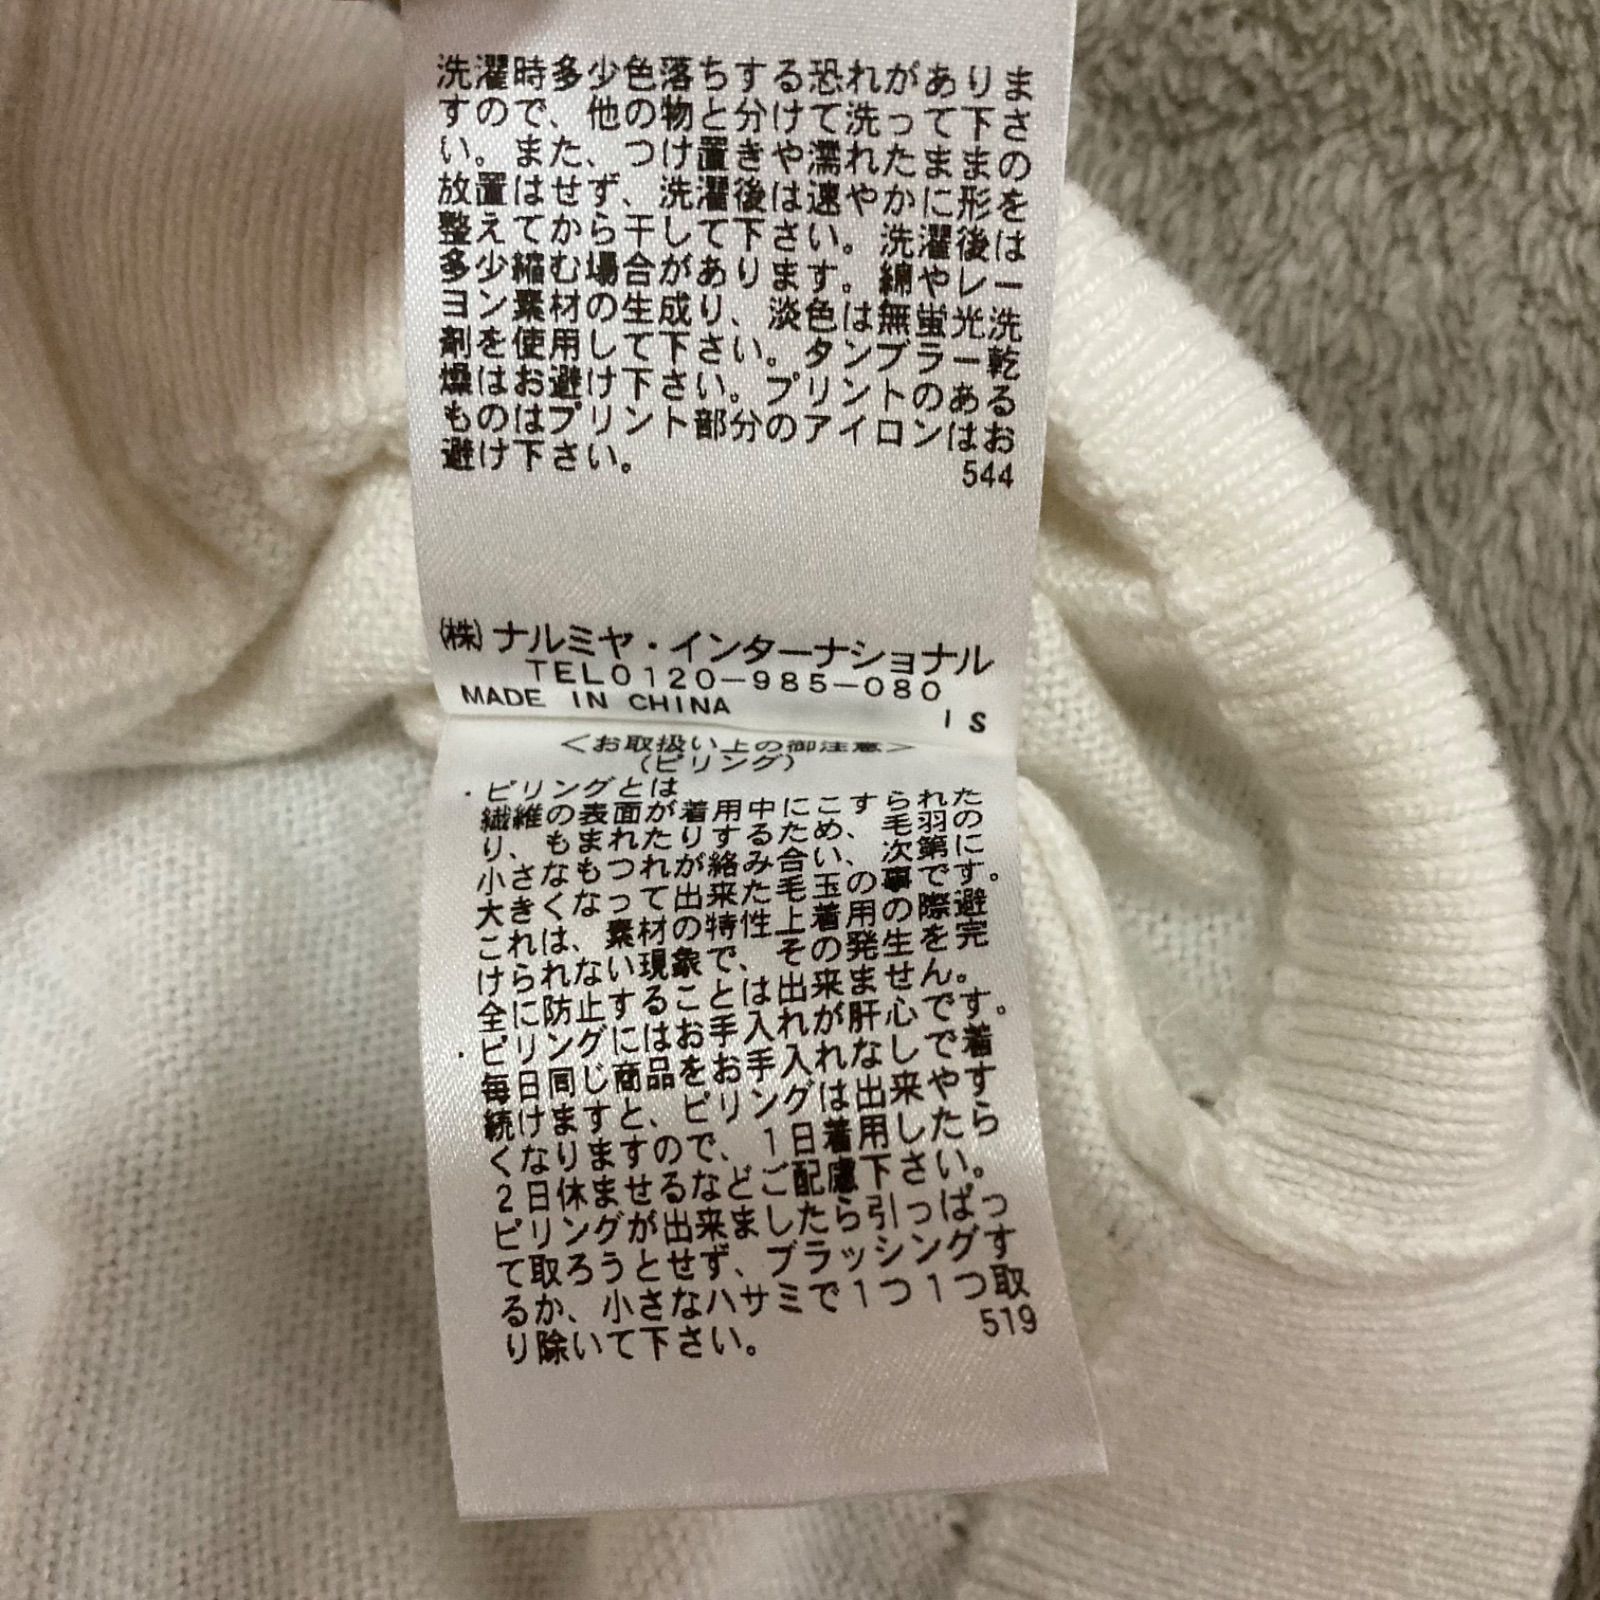 洗濯時多少色落ちする恐れがありま
すので、他の物と分けて洗って下さ
い。また、つけ置きや濡れたままの
放置はせず、洗濯後は速やかに形を
整えてから干して下さい。洗濯後は
多少縮む場合があります。綿やレー
ヨン素材の生成り、淡色は無蛍光洗
剤を使用して下さい。タンブラー乾
燥はお避け下さい。プリントのある
ものはプリント部分のアイロンはお
避け下さい。
544
(株)ナルミヤ・インターナショナル
TEL0120-985-080
MADE IN CHINA
IS
<お取扱い上の御注意>
(ピリング)
・ピリングとは
繊維の表面が着用中にこすられた
り、もまれたりするため、毛羽の
小さなもつれが絡み合い、次第に
大きくなって出来た毛玉の事です。
これは、素材の特性上着用の際避
けられない現象で、その発生を完
全に防止することは出来ません。
・ピリングにはお手入れが肝心です。
毎日同じ商品をお手入れなしで着
続けますと、ピリングは出来やす
くなりますので、1日着用したら
2日休ませるなどご配慮下さい。
ピリングが出来ましたら引っぱっ
て取ろうとせず、ブラッシングす
るか、小さなハサミで1つ1つ取
り除いて下さい。
519